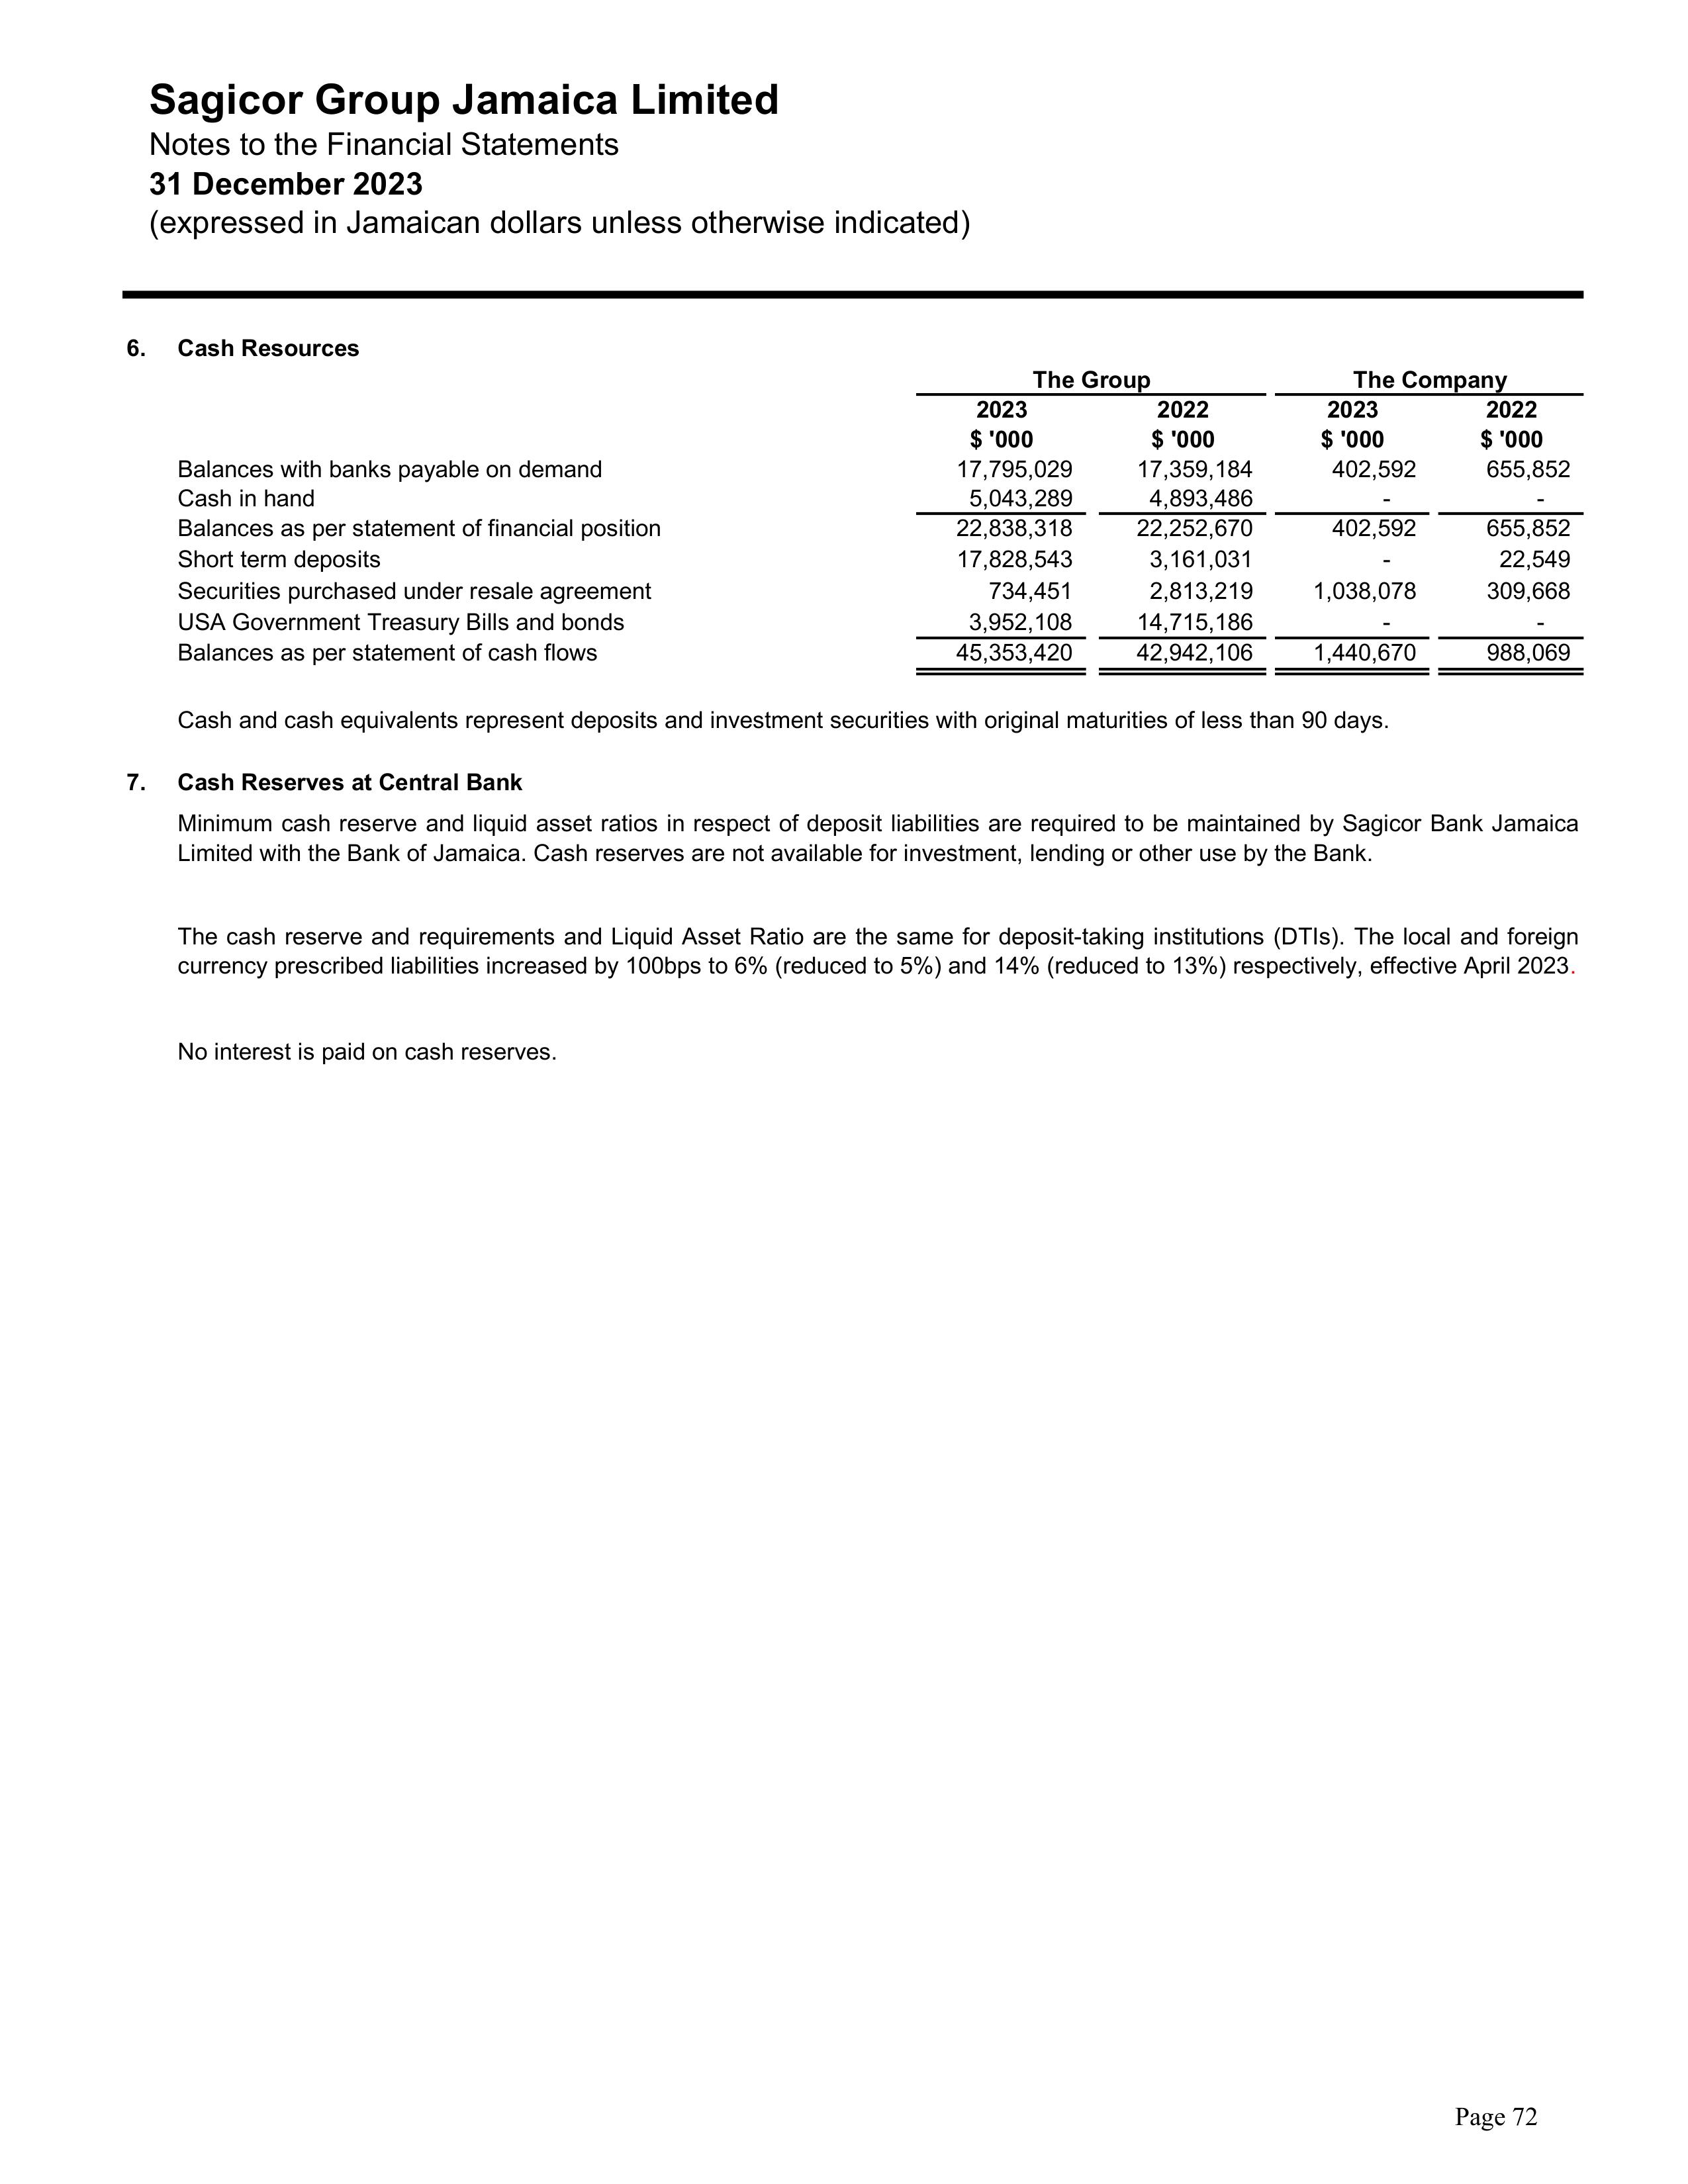 Sagicor Group Jamaica Limited
Notes to the Financial Statements
31 December 2023
(expressed in Jamaican dollars unless otherwise indicated)
6. Cash Resources
The Group The Company
2023 2022 2023 2022
$ '000 $ '000 $ '000 $ '000
Balances with banks payable on demand 17,795,029 17,359,184 402,592 655,852
Cash in hand 5,043,289 4,893,486 - -
Balances as per statement of financial position 22,838,318 22,252,670 402,592 655,852
Short term deposits 17,828,543 3,161,031 - 22,549
Securities purchased under resale agreement 734,451 2,813,219 1,038,078 309,668
USA Government Treasury Bills and bonds 3,952,108 14,715,186 - -
Balances as per statement of cash flows 45,353,420 42,942,106 1,440,670 988,069
Cash and cash equivalents represent deposits and investment securities with original maturities of less than 90 days.
7. Cash Reserves at Central Bank
Minimum cash reserve and liquid asset ratios in respect of deposit liabilities are required to be maintained by Sagicor Bank Jamaica
Limited with the Bank of Jamaica. Cash reserves are not available for investment, lending or other use by the Bank.
The cash reserve and requirements and Liquid Asset Ratio are the same for deposit-taking institutions (DTIs). The local and foreign
currency prescribed liabilities increased by 100bps to 6% (reduced to 5%) and 14% (reduced to 13%) respectively, effective April 2023.
No interest is paid on cash reserves.
Page 72